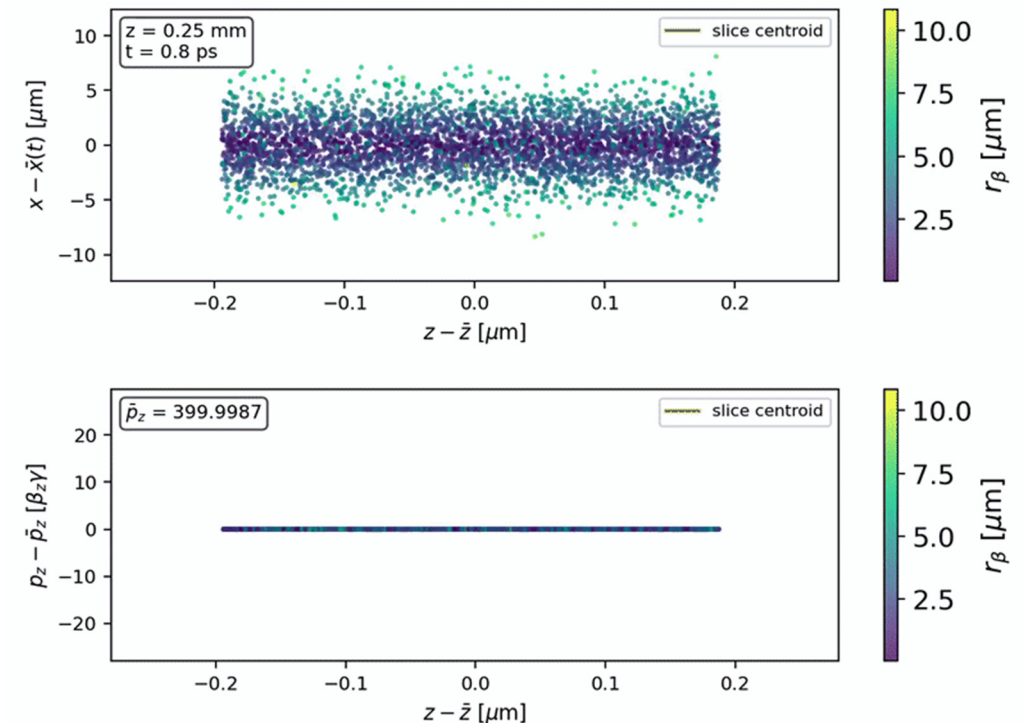 z = 0.25 mm
t = 0.8 ps
slice centroid
x − x̄(t) [μm]
10
5
0
−5
−10
−0.2 −0.1 0.0 0.1 0.2
z − z̄ [μm]
10.0
7.5
5.0
2.5
r_β [μm]
p̄_z = 399.9987
slice centroid
p_z − p̄_z [β_zγ]
20
10
0
−10
−20
−0.2 −0.1 0.0 0.1 0.2
z − z̄ [μm]
10.0
7.5
5.0
2.5
r_β [μm]